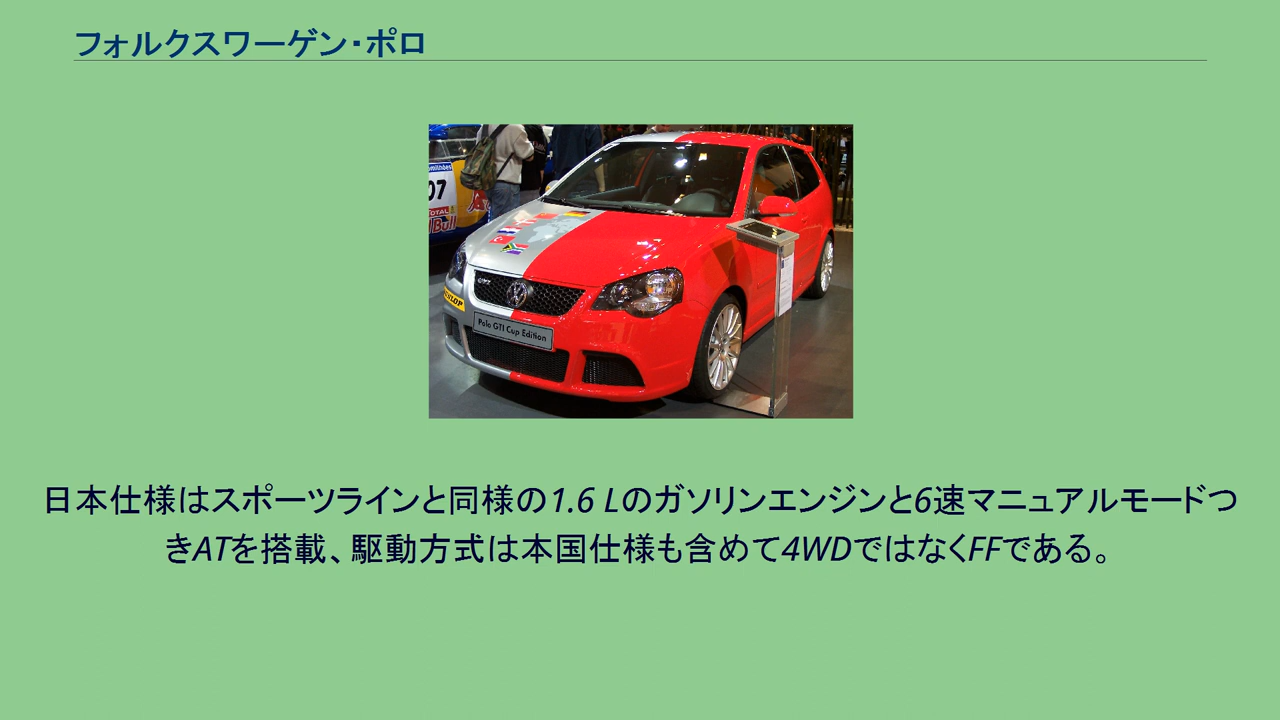 フォルクスワーゲン・ポロ
07
TOTAL
Bull
GTI
Polo GTI Cup Edition
日本仕様はスポーツラインと同様の1.6 Lのガソリンエンジンと6速マニュアルモードつ
きATを搭載、駆動方式は本国仕様も含めて4WDではなくFFである。